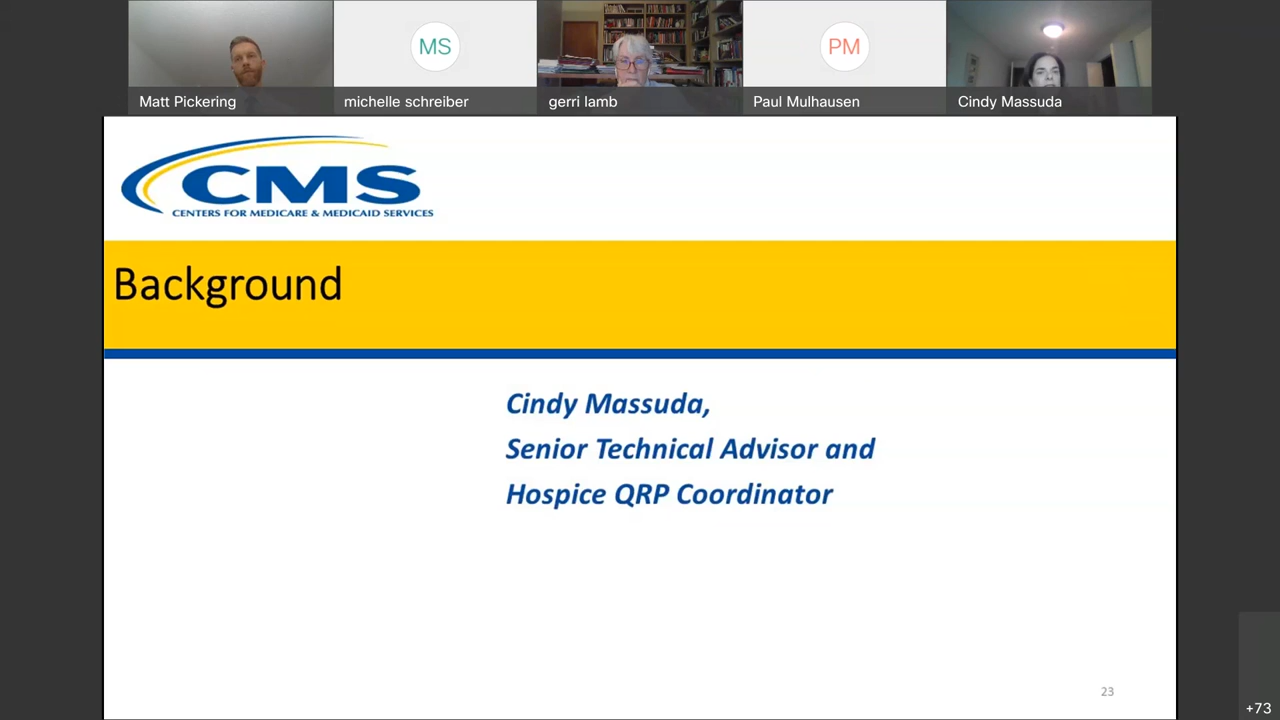 MS
PM
Matt Pickering
michelle schreiber
gerri lamb
Paul Mulhausen
Cindy Massuda
CMS
CENTERS FOR MEDICARE & MEDICAID SERVICES
Background
Cindy Massuda,
Senior Technical Advisor and
Hospice QRP Coordinator
23
+73